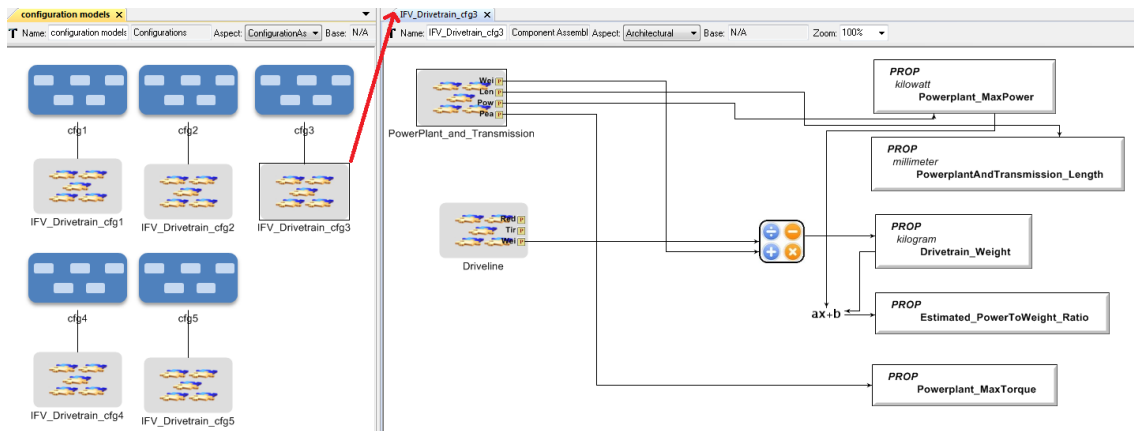 configuration models ×
IFV_Drivetrain_cfg3 ×
Name: configuration models Configurations Aspect: ConfigurationAs Base: N/A
Name: IFV_Drivetrain_cfg3 Component Assembl Aspect: Architectural Base: N/A Zoom: 100%
cfg1
cfg2
cfg3
IFV_Drivetrain_cfg1
IFV_Drivetrain_cfg2
IFV_Drivetrain_cfg3
cfg4
cfg5
IFV_Drivetrain_cfg4
IFV_Drivetrain_cfg5
Wei P
Len P
Pow P
Pea P
PowerPlant_and_Transmission
PROP
kilowatt
Powerplant_MaxPower
PROP
millimeter
PowerplantAndTransmission_Length
Red P
Tir P
Wei P
Driveline
÷ −
+ ×
PROP
kilogram
Drivetrain_Weight
ax+b
PROP
Estimated_PowerToWeight_Ratio
PROP
Powerplant_MaxTorque